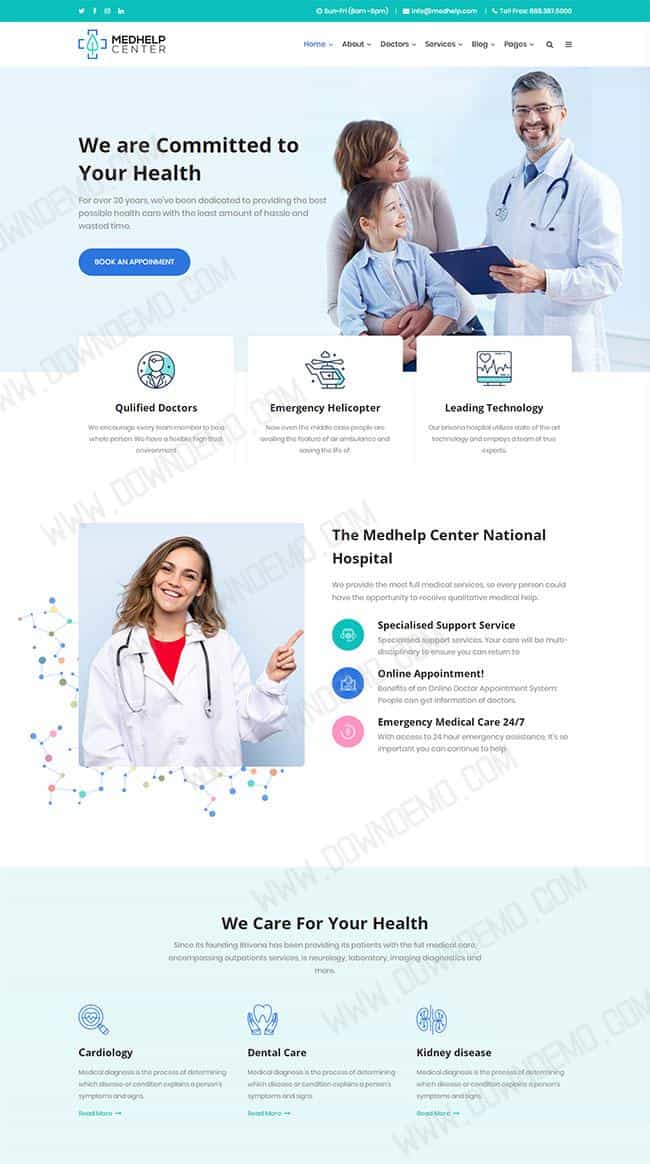 Sun-Fri (8am -6pm) | info@medhelp.com | Tall Free: 888.387.5000
MEDHELP
CENTER
Home About Doctors Services Blog Pages
We are Committed to
Your Health
For over 30 years, we've been dedicated to providing the best
possible health care with the least amount of hassle and
wasted time.
BOOK AN APPOINMENT
Qulified Doctors
We encourage every team member to be a
whole person. We have a flexible, high trust
environment
Emergency Helicopter
Now even the middle class people are
availing the feature of air ambulance and
saving the life of.
Leading Technology
Our brivona hospital utilizes state of the art
technology and employs a team of true
experts.
The Medhelp Center National
Hospital
We provide the most full medical services, so every person could
have the opportunity to receive qualitative medical help.
Specialised Support Service
Specialised support services. Your care will be multi-
disciplinary to ensure you can return to
Online Appointment!
Benefits of an Online Doctor Appointment System:
People can get information of doctors.
Emergency Medical Care 24/7
With access to 24 hour emergency assistance, It's so
important you can continue to help
We Care For Your Health
Since its founding Brivona has been providing its patients with the full medical care,
encompassing outpatients services, is neurology, laboratory, imaging diagnostics and
more.
Cardiology
Medical diagnosis is the process of determining
which disease or condition explains a person's
symptoms and signs.
Read More
Dental Care
Medical diagnosis is the process of determining
which disease or condition explains a person's
symptoms and signs.
Read More
Kidney disease
Medical diagnosis is the process of determining
which disease or condition explains a person's
symptoms and signs.
Read More
WWW.DOWNDEMO.COM